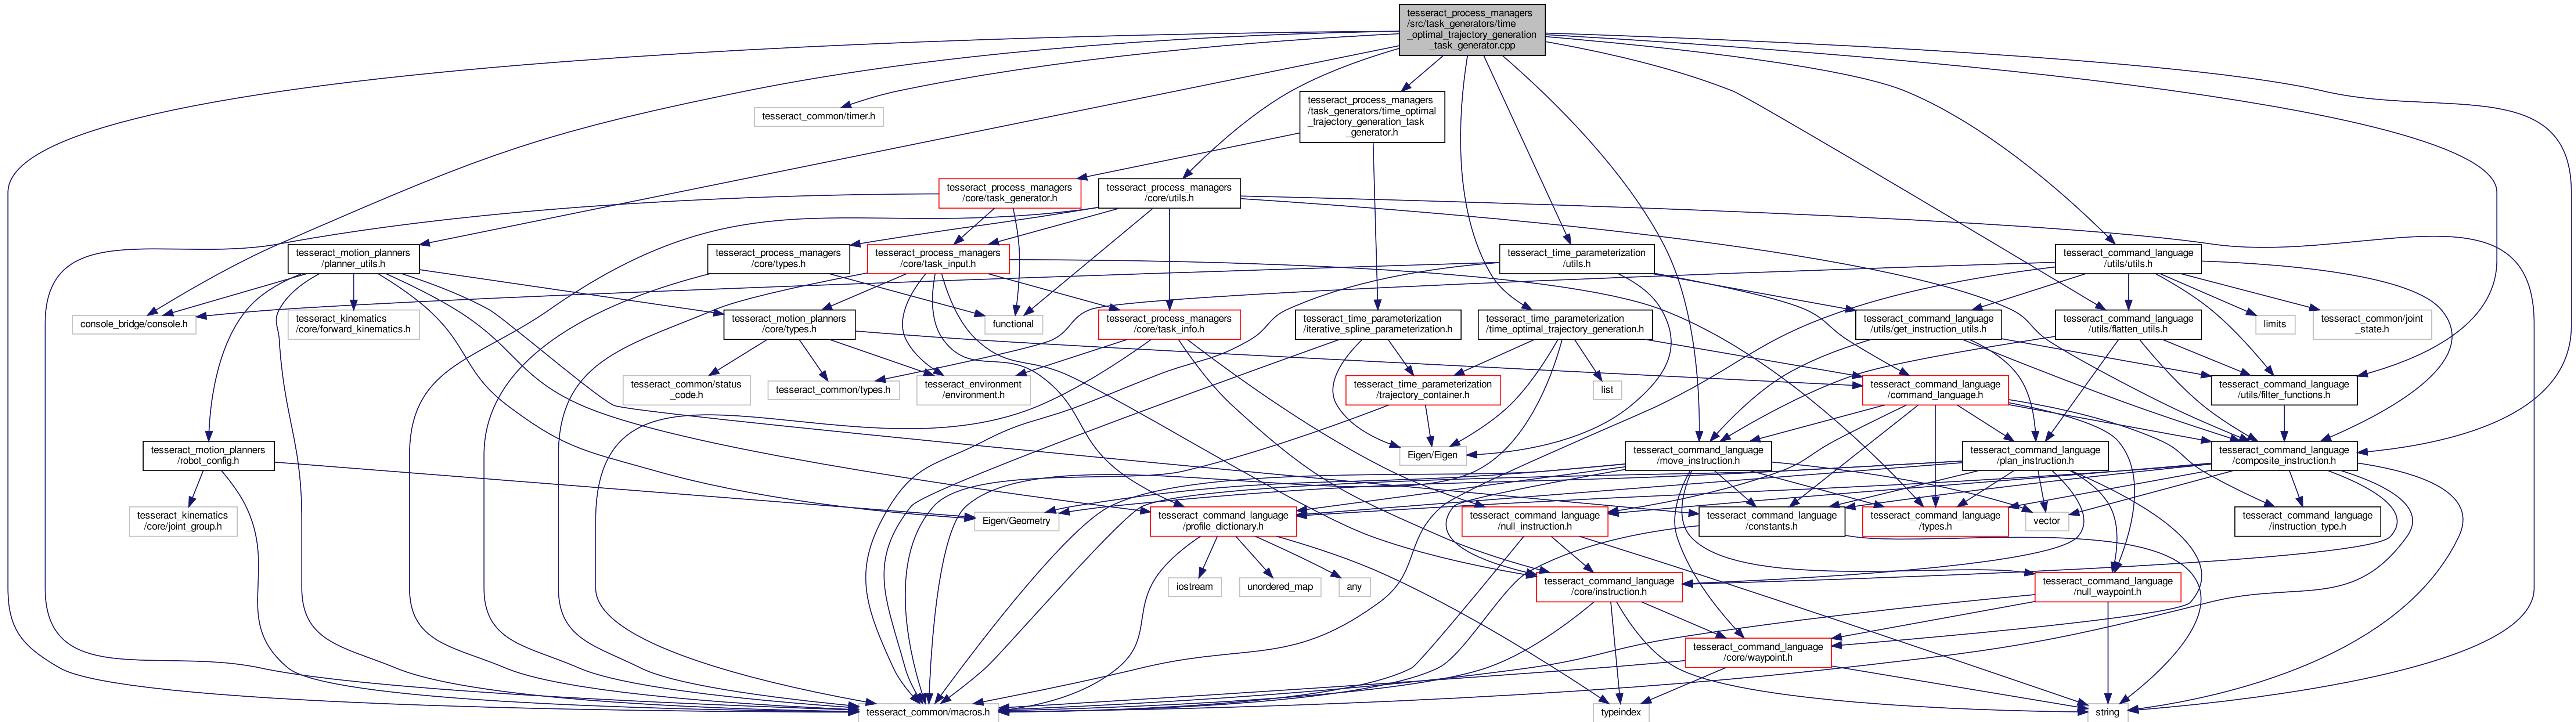 tesseract_process_managers
/src/task_generators/time
_optimal_trajectory_generation
_task_generator.cpp
tesseract_common/timer.h
tesseract_process_managers
/task_generators/time_optimal
_trajectory_generation_task
_generator.h
tesseract_process_managers
/core/task_generator.h
tesseract_process_managers
/core/utils.h
tesseract_motion_planners
/planner_utils.h
tesseract_process_managers
/core/types.h
tesseract_process_managers
/core/task_input.h
tesseract_time_parameterization
/utils.h
tesseract_command_language
/utils/utils.h
console_bridge/console.h
tesseract_kinematics
/core/forward_kinematics.h
tesseract_motion_planners
/core/types.h
functional
tesseract_process_managers
/core/task_info.h
tesseract_time_parameterization
/iterative_spline_parameterization.h
tesseract_time_parameterization
/time_optimal_trajectory_generation.h
tesseract_command_language
/utils/get_instruction_utils.h
tesseract_command_language
/utils/flatten_utils.h
limits
tesseract_common/joint
_state.h
tesseract_common/status
_code.h
tesseract_common/types.h
tesseract_environment
/environment.h
tesseract_time_parameterization
/trajectory_container.h
list
tesseract_command_language
/command_language.h
tesseract_command_language
/utils/filter_functions.h
tesseract_motion_planners
/robot_config.h
Eigen/Eigen
tesseract_command_language
/move_instruction.h
tesseract_command_language
/plan_instruction.h
tesseract_command_language
/composite_instruction.h
tesseract_kinematics
/core/joint_group.h
Eigen/Geometry
tesseract_command_language
/profile_dictionary.h
tesseract_command_language
/null_instruction.h
tesseract_command_language
/constants.h
tesseract_command_language
/types.h
vector
tesseract_command_language
/instruction_type.h
iostream
unordered_map
any
tesseract_command_language
/core/instruction.h
tesseract_command_language
/null_waypoint.h
tesseract_command_language
/core/waypoint.h
tesseract_common/macros.h
typeindex
string